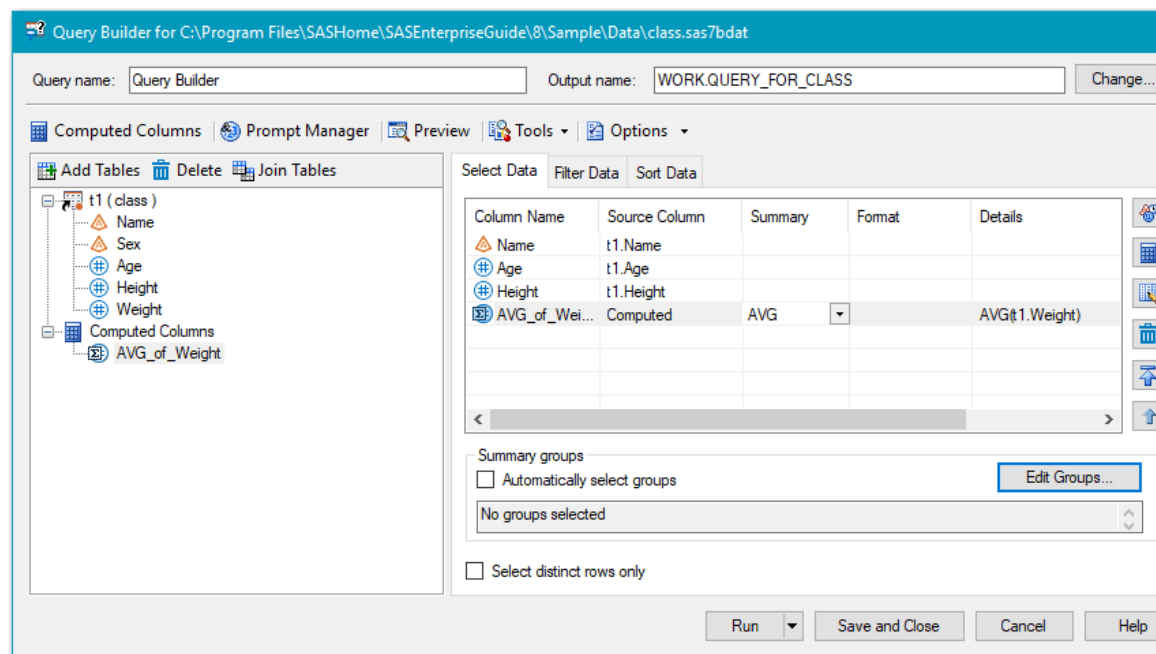 Query Builder for C:\Program Files\SASHome\SASEnterpriseGuide\8\Sample\Data\class.sas7bdat
Query name: Query Builder Output name: WORK.QUERY_FOR_CLASS Change...
Computed Columns Prompt Manager Preview Tools Options
Add Tables Delete Join Tables
t1 ( class )
Name
Sex
Age
Height
Weight
Computed Columns
AVG_of_Weight
Select Data Filter Data Sort Data
Column Name Source Column Summary Format Details
Name t1.Name
Age t1.Age
Height t1.Height
AVG_of_Wei... Computed AVG AVG(t1.Weight)
Summary groups
Automatically select groups Edit Groups...
No groups selected
Select distinct rows only
Run Save and Close Cancel Help